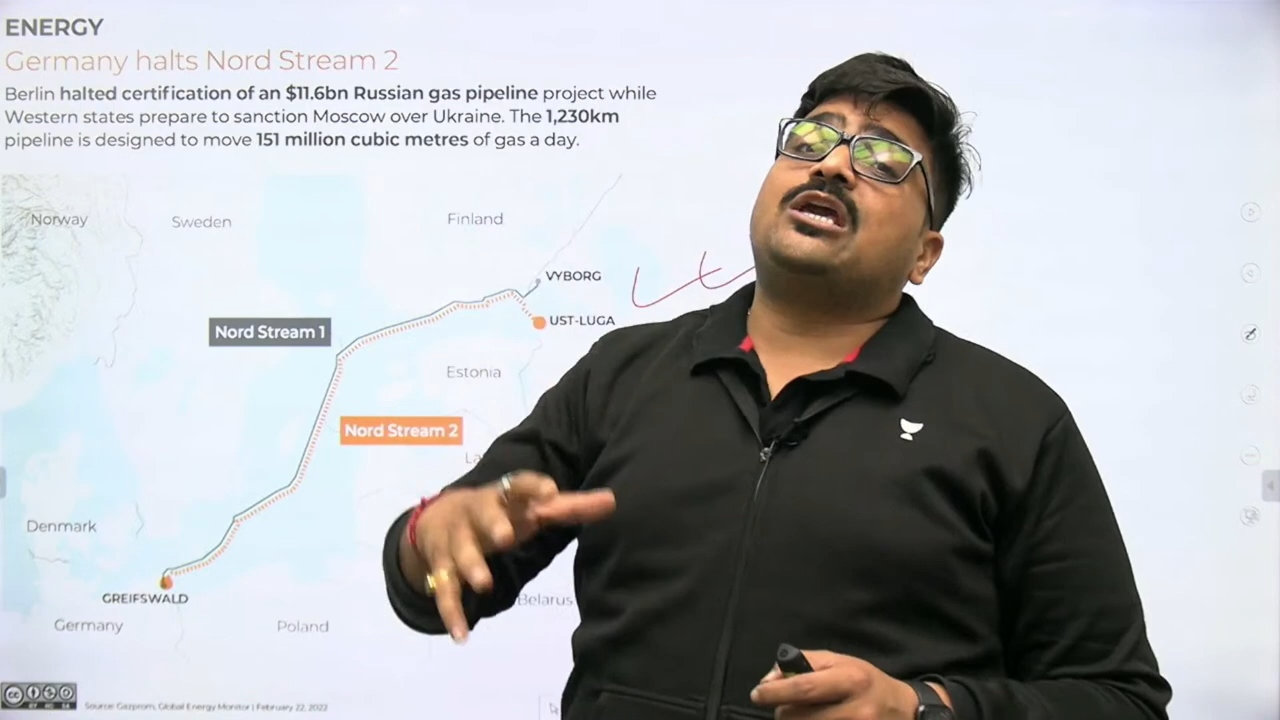 ENERGY
Germany halts Nord Stream 2
Berlin halted certification of an $11.6bn Russian gas pipeline project while
Western states prepare to sanction Moscow over Ukraine. The 1,230km
pipeline is designed to move 151 million cubic metres of gas a day.
Norway
Sweden
Finland
VYBORG
UST-LUGA
Nord Stream 1
Estonia
Nord Stream 2
La
Denmark
GREIFSWALD
Belarus
Germany
Poland
cc
BY
Source: Gazprom, Global Energy Monitor | February 22, 2022